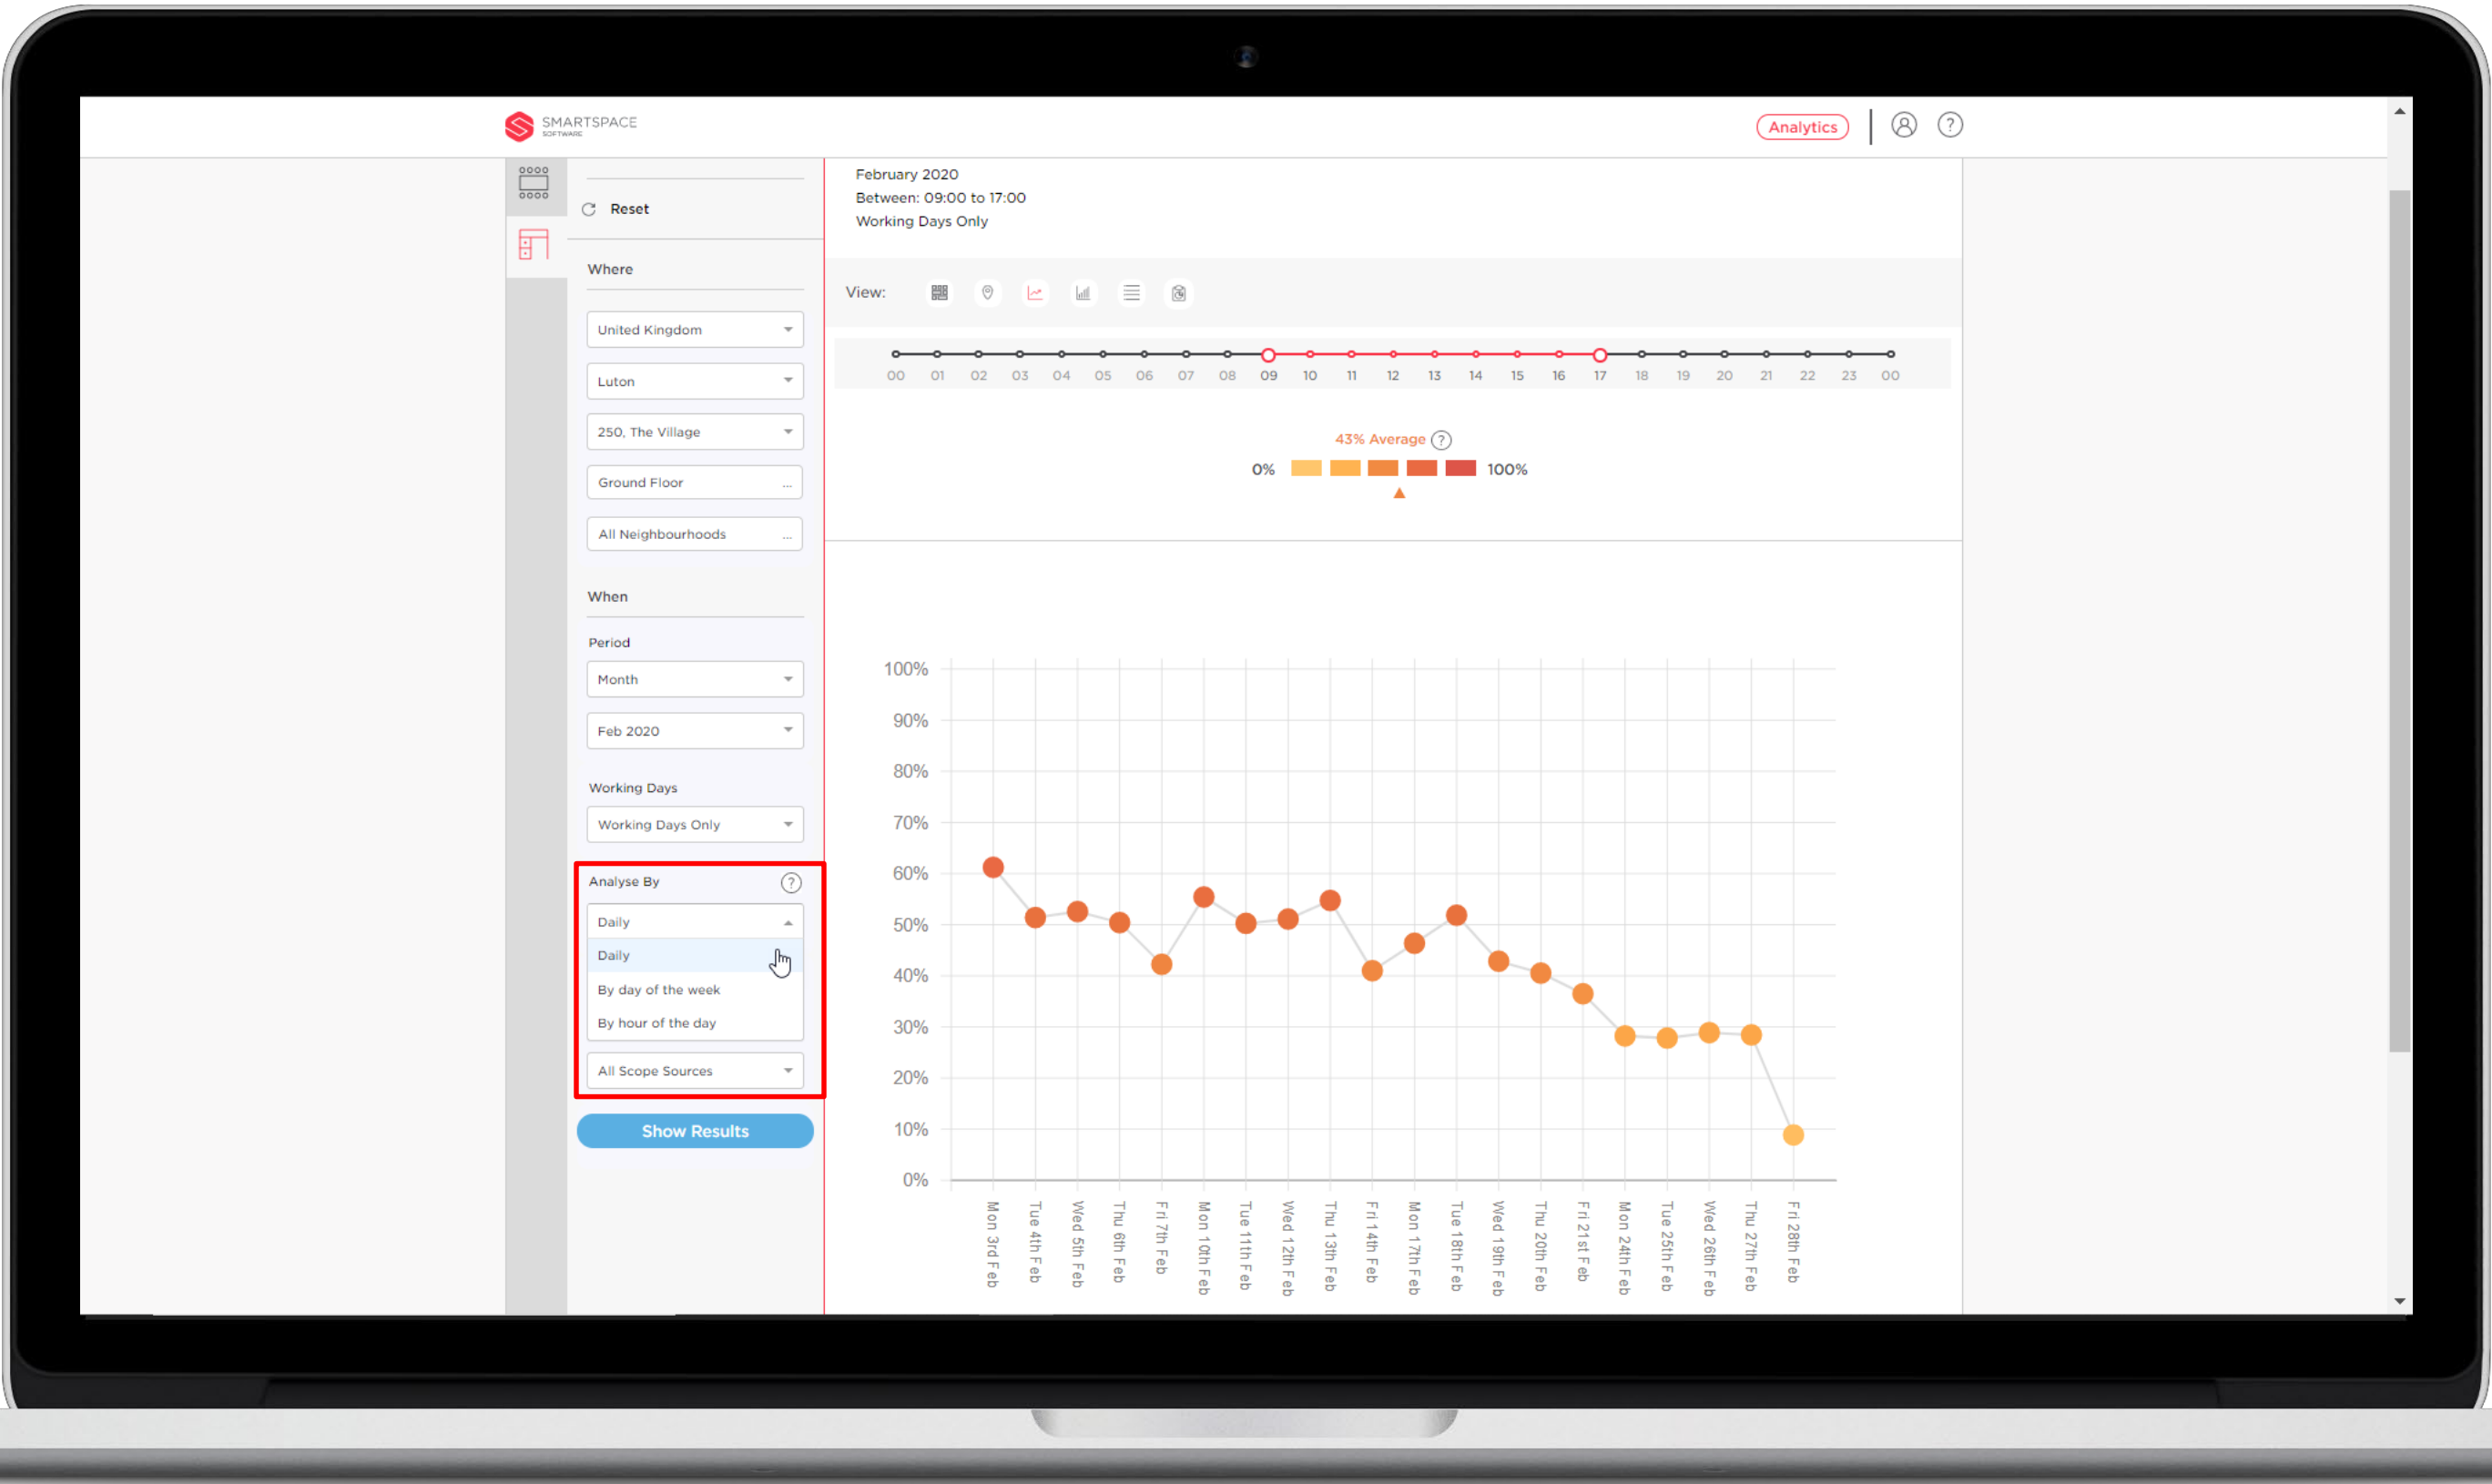 SMARTSPACE
SOFTWARE
Analytics
?
Reset
Where
United Kingdom
Luton
250, The Village
Ground Floor ...
All Neighbourhoods ...
When
Period
Month
Feb 2020
Working Days
Working Days Only
Analyse By ?
Daily
Daily
By day of the week
By hour of the day
All Scope Sources
Show Results
February 2020
Between: 09:00 to 17:00
Working Days Only
View:
00 01 02 03 04 05 06 07 08 09 10 11 12 13 14 15 16 17 18 19 20 21 22 23 00
43% Average ?
0% 100%
100%
90%
80%
70%
60%
50%
40%
30%
20%
10%
0%
Mon 3rd Feb
Tue 4th Feb
Wed 5th Feb
Thu 6th Feb
Fri 7th Feb
Mon 10th Feb
Tue 11th Feb
Wed 12th Feb
Thu 13th Feb
Fri 14th Feb
Mon 17th Feb
Tue 18th Feb
Wed 19th Feb
Thu 20th Feb
Fri 21st Feb
Mon 24th Feb
Tue 25th Feb
Wed 26th Feb
Thu 27th Feb
Fri 28th Feb